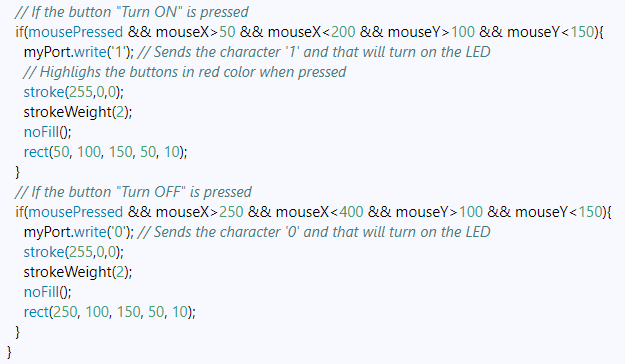 // If the button "Turn ON" is pressed
if(mousePressed && mouseX>50 && mouseX<200 && mouseY>100 && mouseY<150){
myPort.write('1'); // Sends the character '1' and that will turn on the LED
// Highlighs the buttons in red color when pressed
stroke(255,0,0);
strokeWeight(2);
noFill();
rect(50, 100, 150, 50, 10);
}
// If the button "Turn OFF" is pressed
if(mousePressed && mouseX>250 && mouseX<400 && mouseY>100 && mouseY<150){
myPort.write('0'); // Sends the character '0' and that will turn on the LED
stroke(255,0,0);
strokeWeight(2);
noFill();
rect(250, 100, 150, 50, 10);
}
}